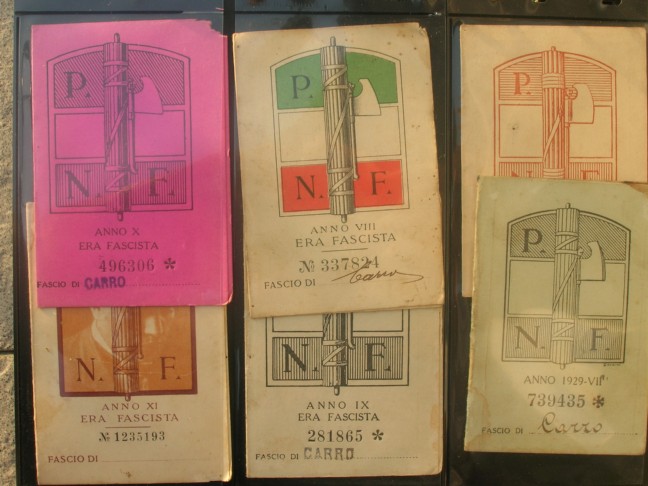 P.
N. F.
ANNO X
ERA FASCISTA
496306 *
FASCIO DI CARRO
P.
N. F.
ANNO VIII
ERA FASCISTA
№ 337824
FASCIO DI Carro
P.
N. F.
P.
N. F.
ANNO 1929-VII°
739435 *
FASCIO DI Carro
N. F.
ANNO XI
ERA FASCISTA
№ 1235193
FASCIO DI
N. F.
ANNO IX
ERA FASCISTA
281865 *
FASCIO DI CARRO